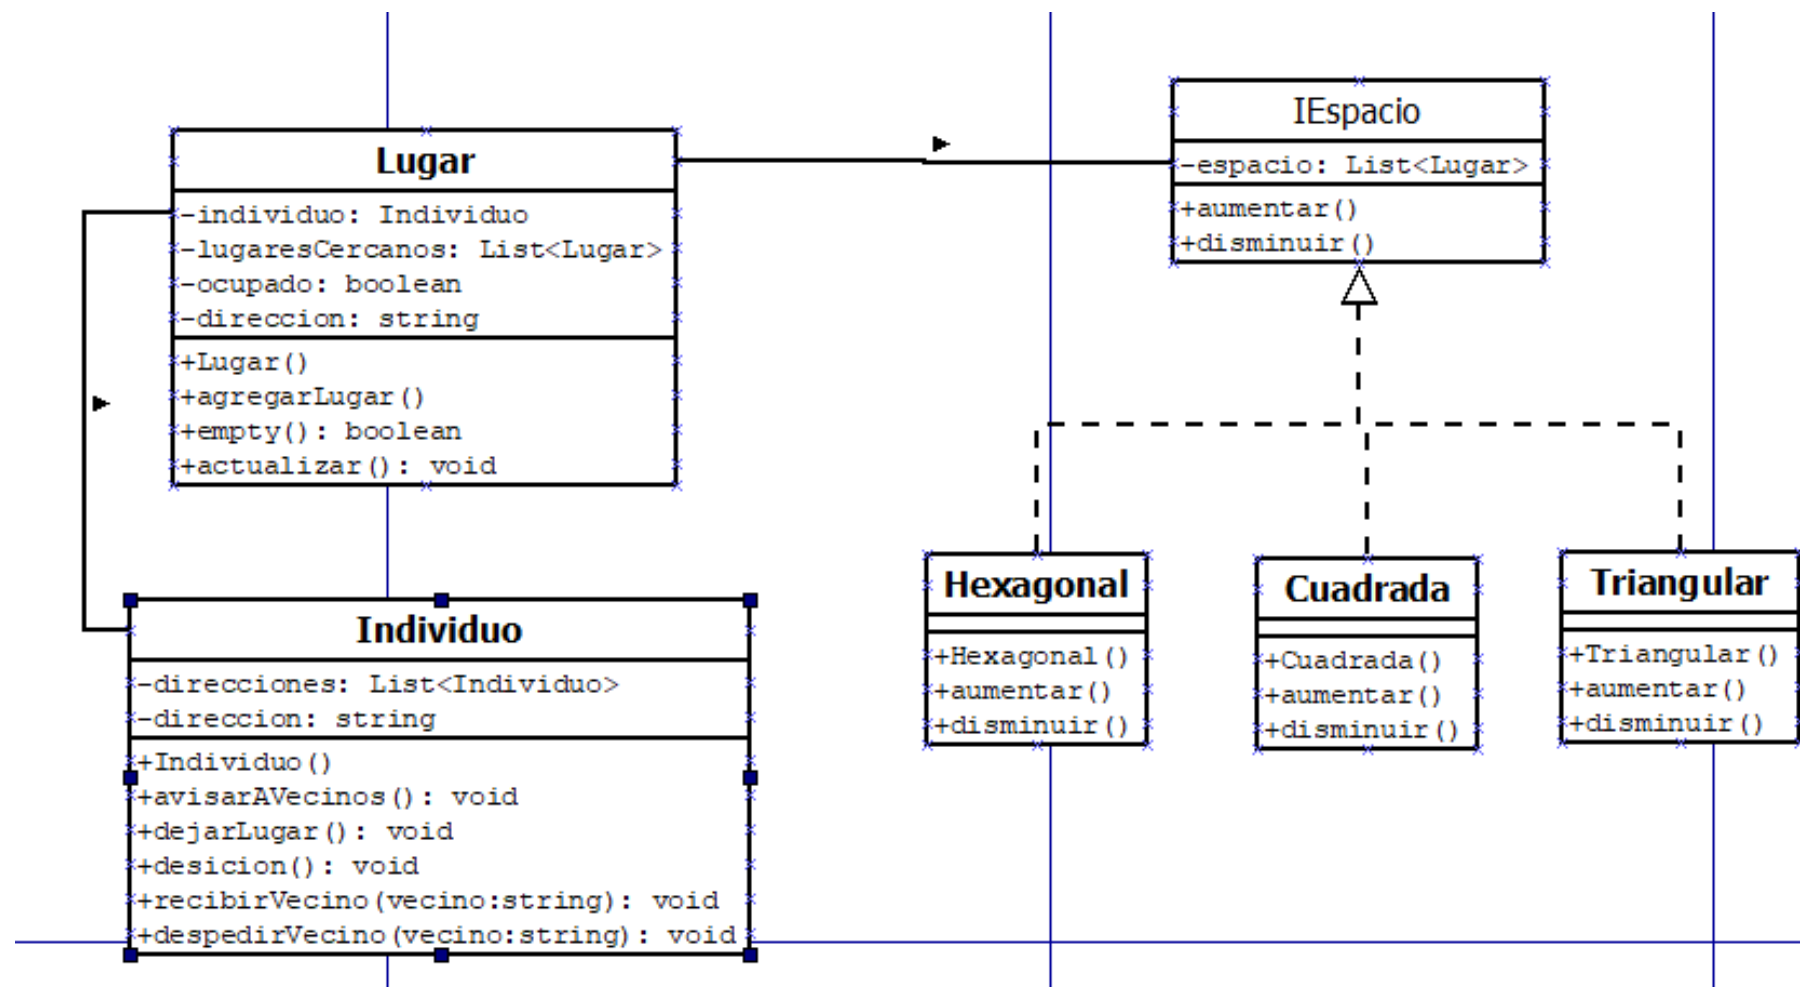 Lugar
-individuo: Individuo
-lugaresCercanos: List<Lugar>
-ocupado: boolean
-direccion: string
+Lugar()
+agregarLugar()
+empty(): boolean
+actualizar(): void
IEspacio
-espacio: List<Lugar>
+aumentar()
+disminuir()
Individuo
-direcciones: List<Individuo>
-direccion: string
+Individuo()
+avisarAVecinos(): void
+dejarLugar(): void
+desicion(): void
+recibirVecino(vecino:string): void
+despedirVecino(vecino:string): void
Hexagonal
+Hexagonal()
+aumentar()
+disminuir()
Cuadrada
+Cuadrada()
+aumentar()
+disminuir()
Triangular
+Triangular()
+aumentar()
+disminuir()